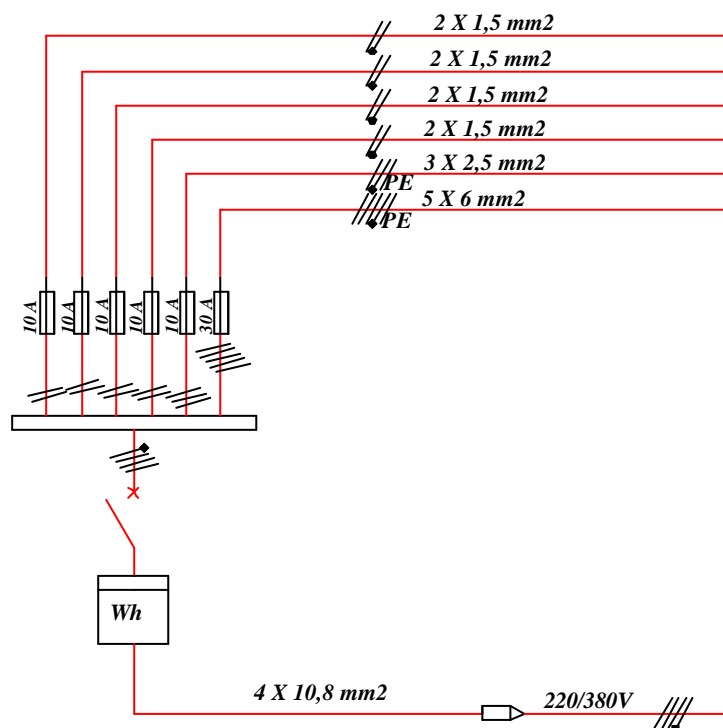 2 X 1,5 mm2
2 X 1,5 mm2
2 X 1,5 mm2
2 X 1,5 mm2
3 X 2,5 mm2
PE
5 X 6 mm2
PE
10 A
10 A
10 A
10 A
10 A
30 A
Wh
4 X 10,8 mm2
220/380V